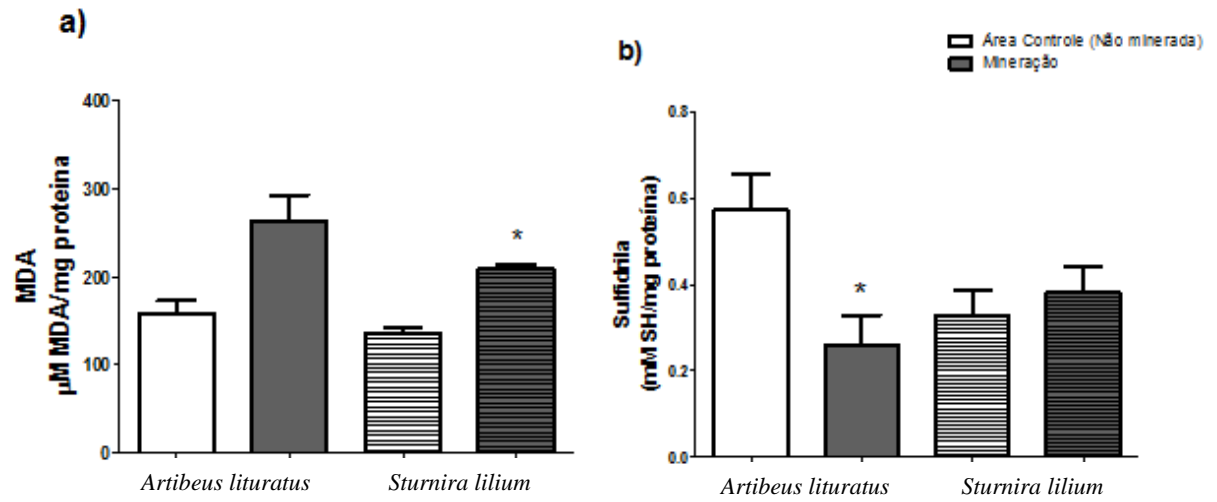 a)
400
300
200
100
0
MDA
µM MDA/mg proteina
*
Artibeus lituratus
Sturnira lilium
b)
Área Controle (Não minerada)
Mineração
0.8
0.6
0.4
0.2
0.0
Sulfidrila
(mM SH/mg proteína)
*
Artibeus lituratus
Sturnira lilium